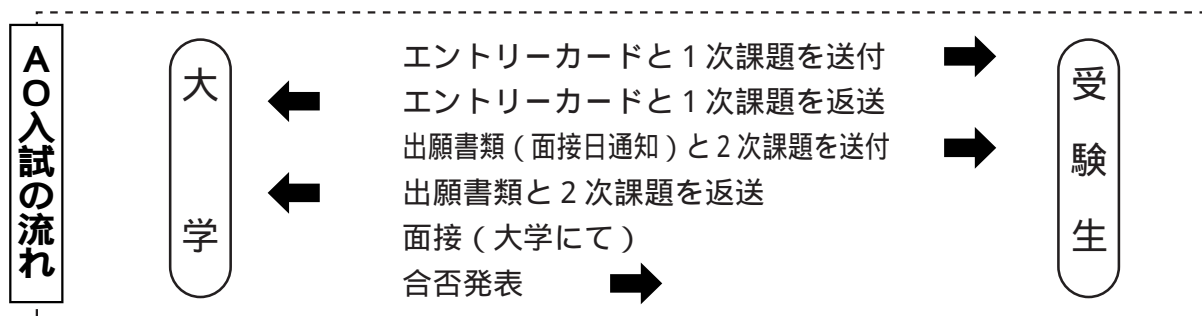 AO入試の流れ
大学
エントリーカードと1次課題を送付
エントリーカードと1次課題を返送
出願書類(面接日通知)と2次課題を送付
出願書類と2次課題を返送
面接(大学にて)
合否発表
受験生